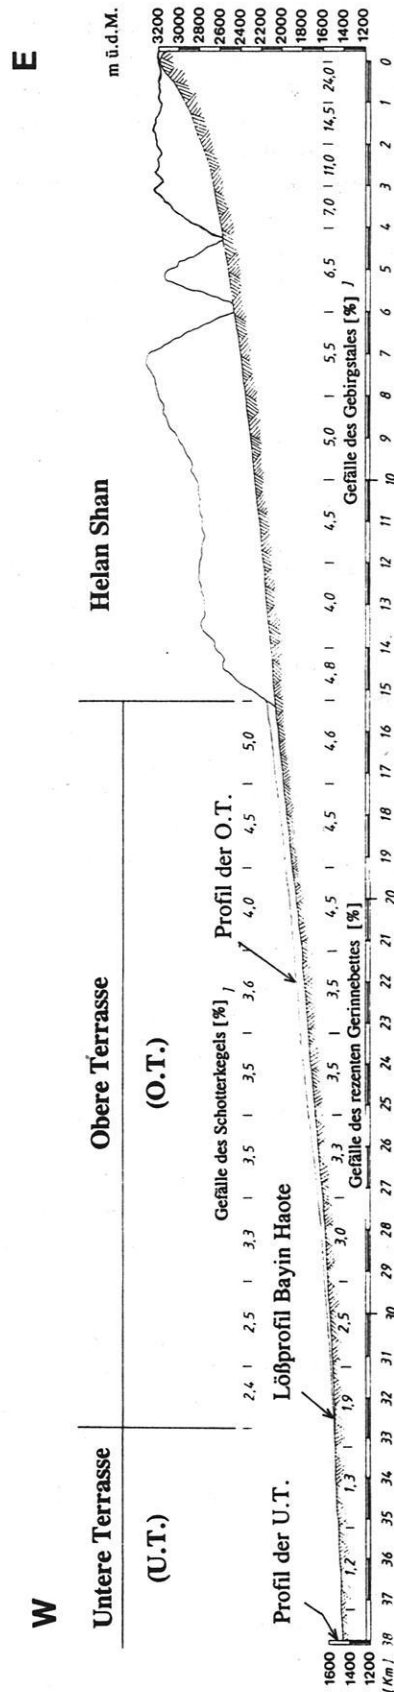 W
E
Untere Terrasse
Obere Terrasse
Helan Shan
m ü.d.M.
(U.T.)
(O.T.)
3200
2800
2400
2000
1600
1200
Gefälle des Schotterkegels [%]
2,4 2,5 3,3 3,5 3,5 3,6 4,0 4,5 5,0
Profil der U.T.
Lößprofil Bayin Haote
Profil der O.T.
1,2 1,3 1,9 2,5 3,0 3,3 3,5 3,5 4,5 4,5 4,6 4,8 4,0 4,5 5,0 5,5 6,5 7,0 11,0 14,5 24,0
Gefälle des rezenten Gerinnebettes [%]
Gefälle des Gebirgstales [%]
1600
1400
1200
38 37 36 35 34 33 32 31 30 29 28 27 26 25 24 23 22 21 20 19 18 17 16 15 14 13 12 11 10 9 8 7 6 5 4 3 2 1 0
[Km]